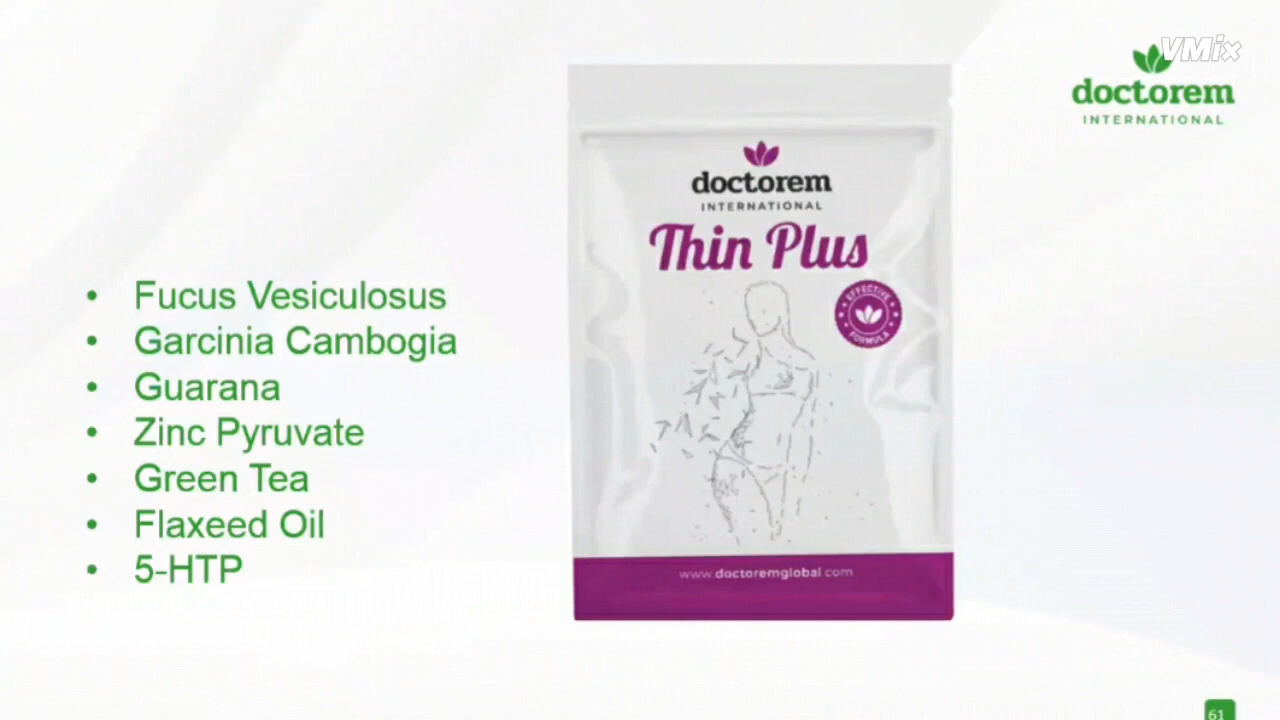 VMix
doctorem
INTERNATIONAL
doctorem
INTERNATIONAL
Thin Plus
EFFECTIVE
FORMULA
• Fucus Vesiculosus
• Garcinia Cambogia
• Guarana
• Zinc Pyruvate
• Green Tea
• Flaxeed Oil
• 5-HTP
www.doctoremglobal.com
61